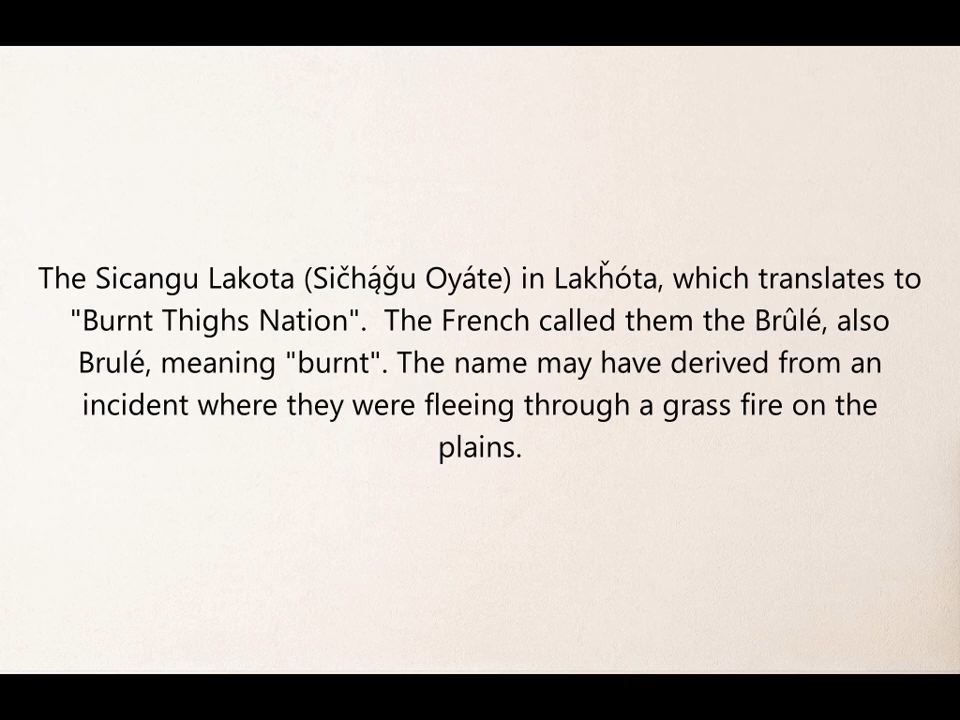 The Sicangu Lakota (Sičhą́ǧu Oyáte) in Lakȟóta, which translates to
"Burnt Thighs Nation".  The French called them the Brûlé, also
Brulé, meaning "burnt". The name may have derived from an
incident where they were fleeing through a grass fire on the
plains.